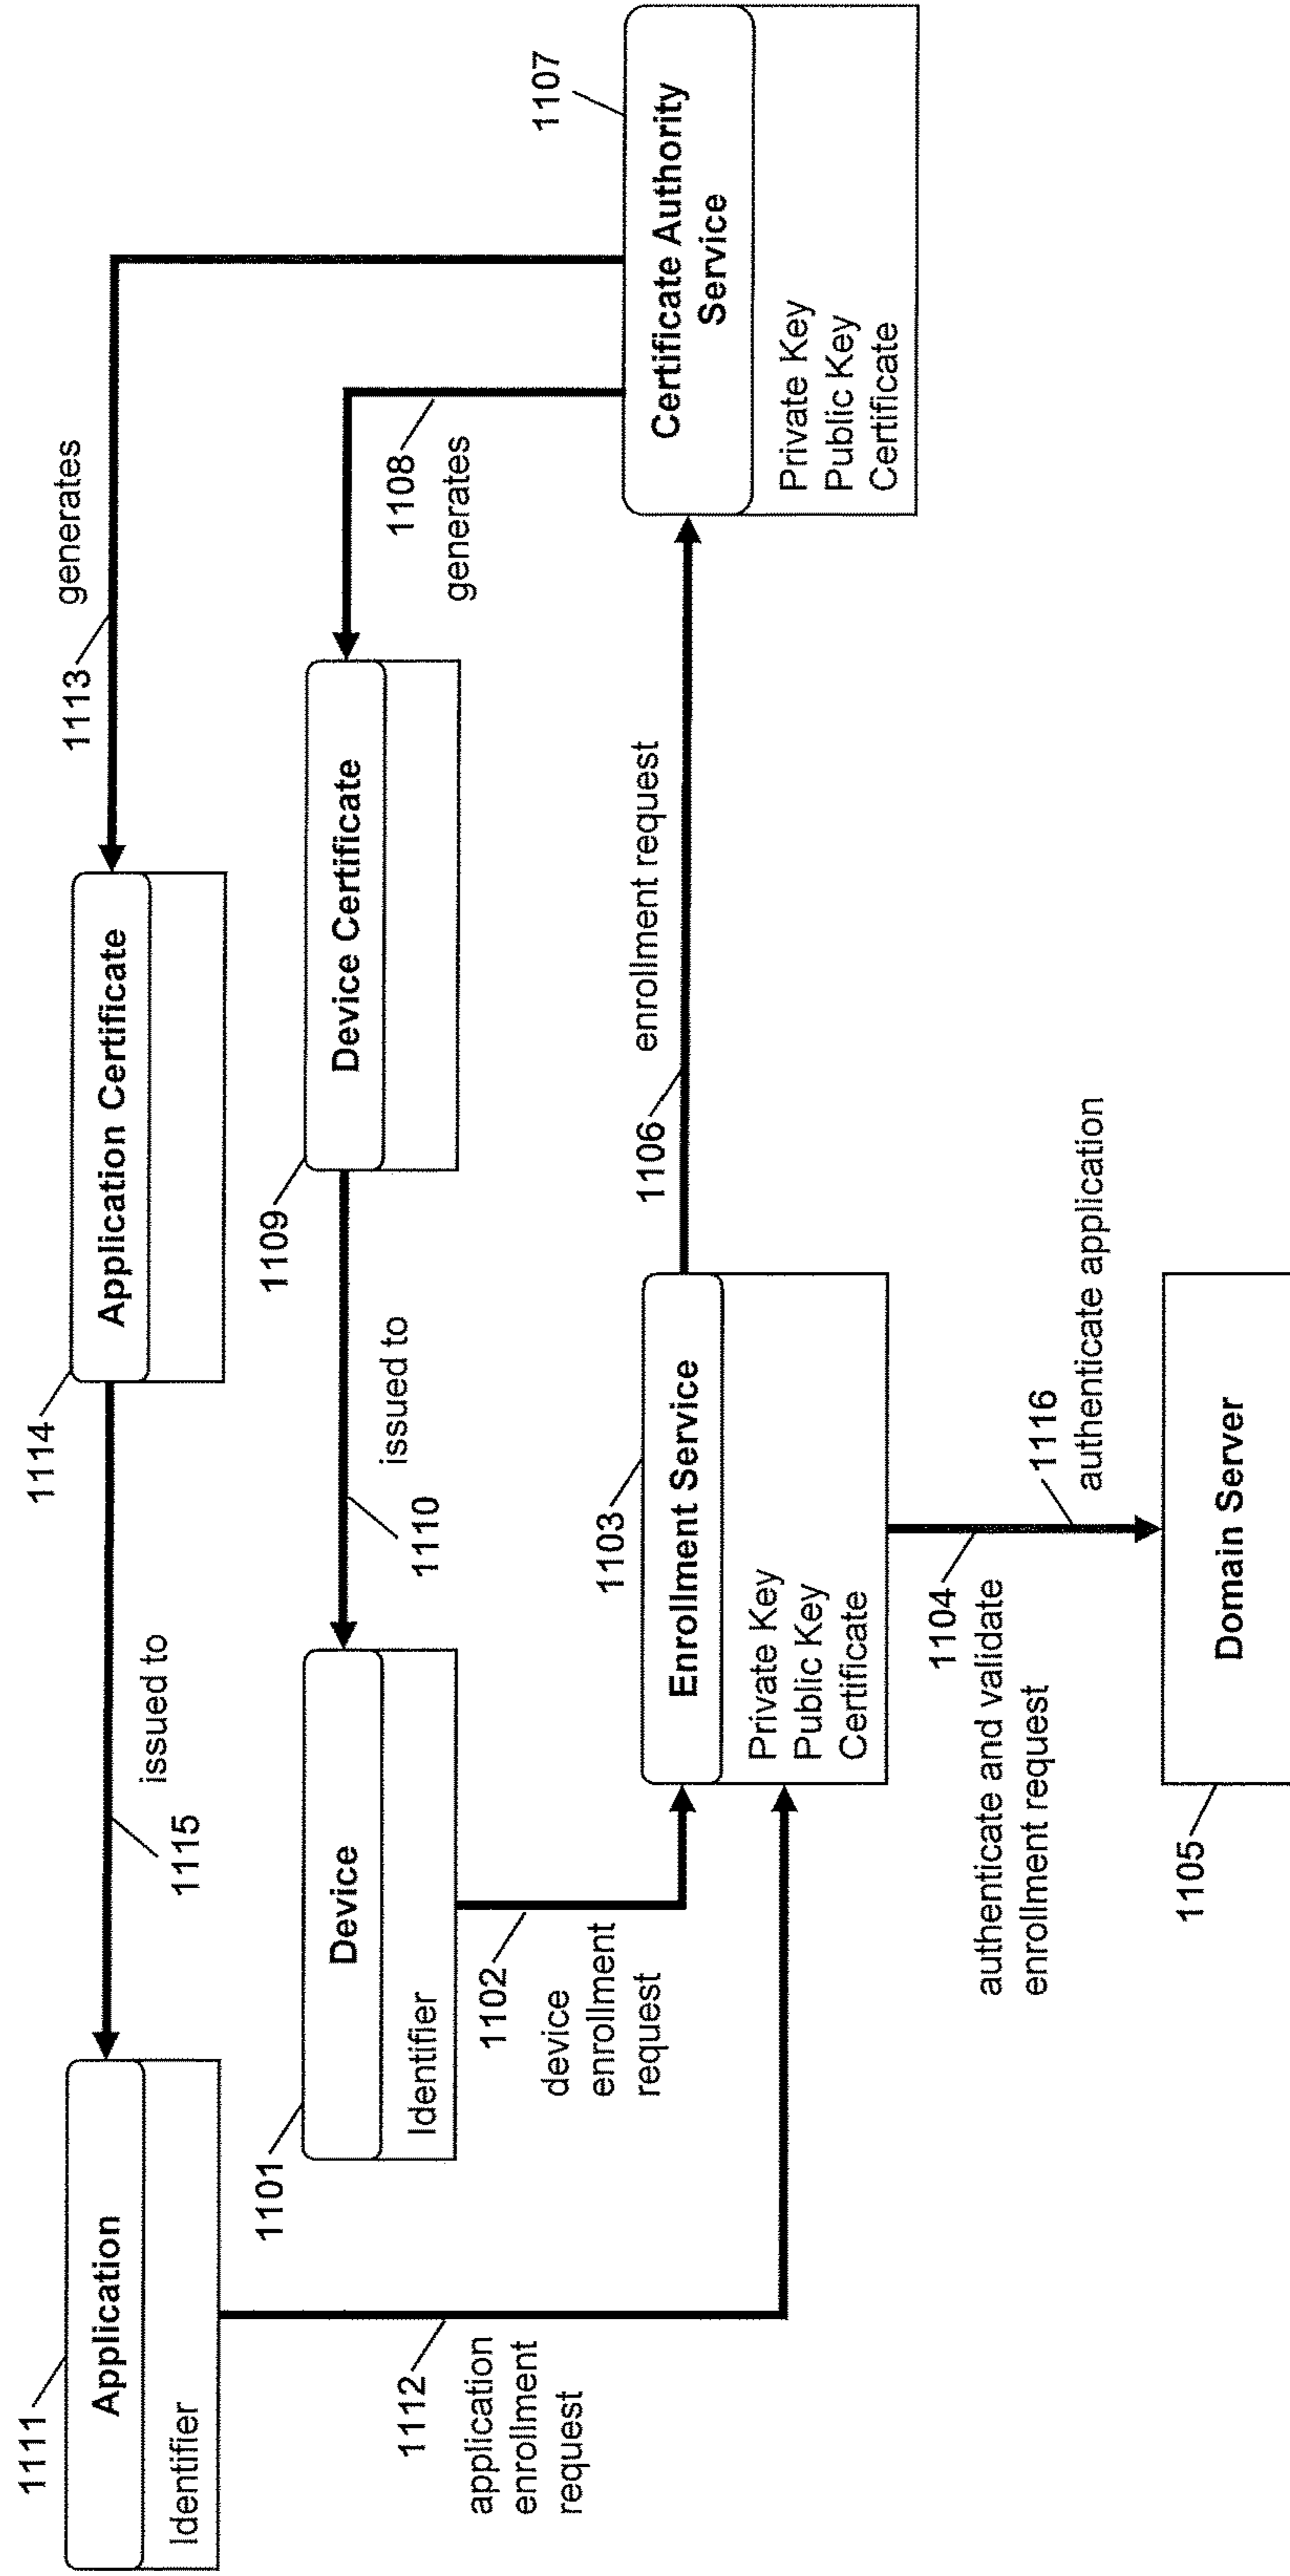 1111
Application
Identifier
1115
issued to
1114
Application Certificate
1113
generates
1101
Device
Identifier
1110
issued to
1109
Device Certificate
1108
generates
1112
application
enrollment
request
1102
device
enrollment
request
1103
Enrollment Service
Private Key
Public Key
Certificate
1106
enrollment request
1107
Certificate Authority
Service
Private Key
Public Key
Certificate
1104
authenticate and validate
enrollment request
1116
authenticate application
1105
Domain Server